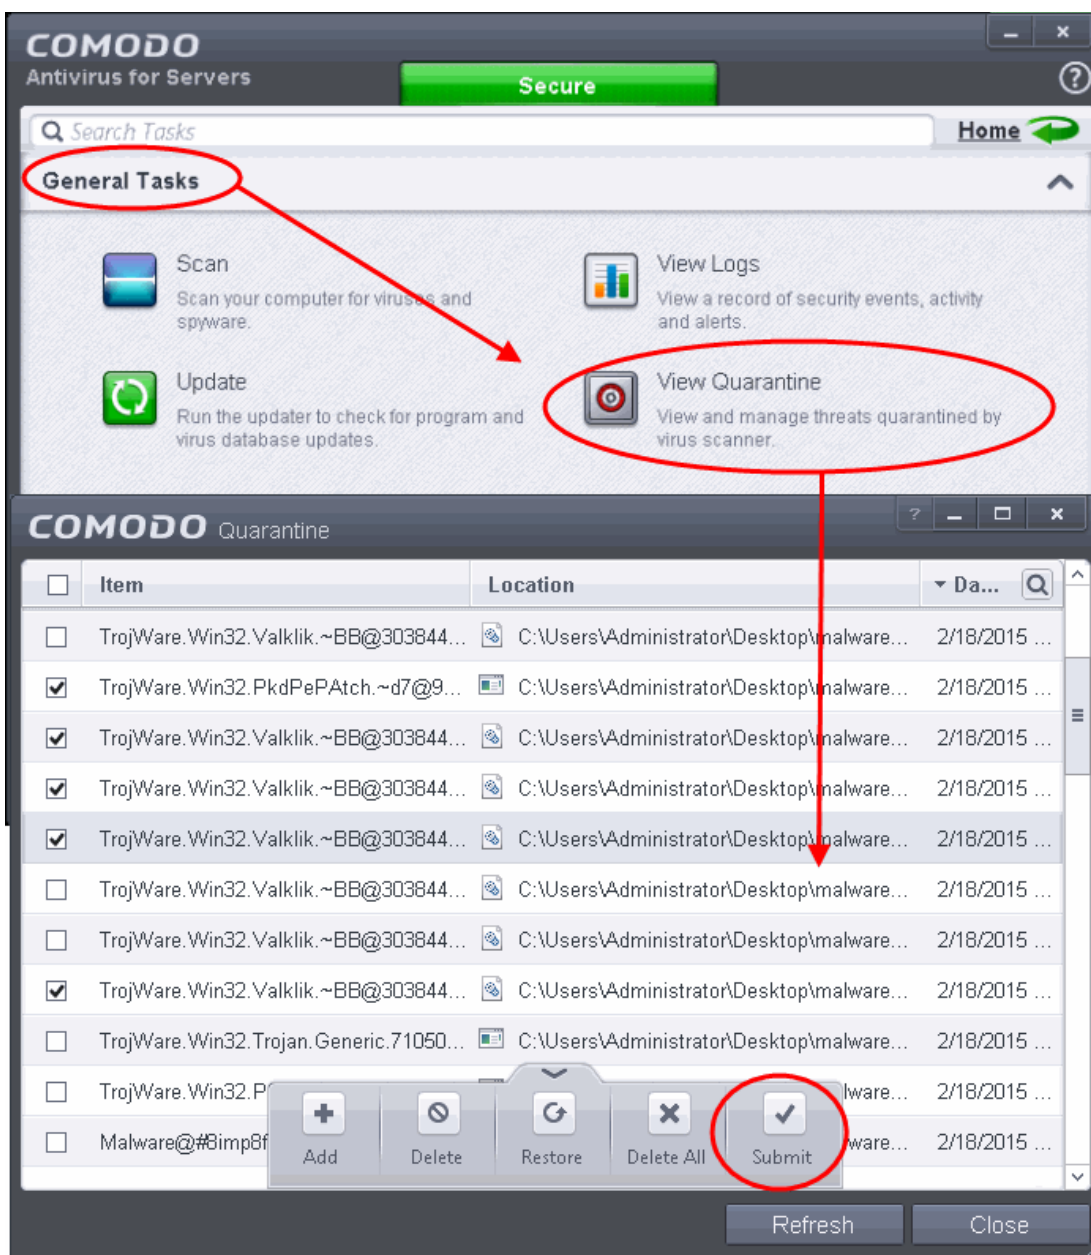 COMODO
Antivirus for Servers
Secure
Search Tasks
Home
General Tasks
Scan
Scan your computer for viruses and
spyware.
View Logs
View a record of security events, activity
and alerts.
Update
Run the updater to check for program and
virus database updates.
View Quarantine
View and manage threats quarantined by
virus scanner.
COMODO Quarantine
Item Location Da...
TrojWare.Win32.Valklik.~BB@303844... C:\Users\Administrator\Desktop\malware... 2/18/2015 ...
TrojWare.Win32.PkdPePAtch.~d7@9... C:\Users\Administrator\Desktop\malware... 2/18/2015 ...
TrojWare.Win32.Valklik.~BB@303844... C:\Users\Administrator\Desktop\malware... 2/18/2015 ...
TrojWare.Win32.Valklik.~BB@303844... C:\Users\Administrator\Desktop\malware... 2/18/2015 ...
TrojWare.Win32.Valklik.~BB@303844... C:\Users\Administrator\Desktop\malware... 2/18/2015 ...
TrojWare.Win32.Valklik.~BB@303844... C:\Users\Administrator\Desktop\malware... 2/18/2015 ...
TrojWare.Win32.Valklik.~BB@303844... C:\Users\Administrator\Desktop\malware... 2/18/2015 ...
TrojWare.Win32.Valklik.~BB@303844... C:\Users\Administrator\Desktop\malware... 2/18/2015 ...
TrojWare.Win32.Trojan.Generic.71050... C:\Users\Administrator\Desktop\malware... 2/18/2015 ...
TrojWare.Win32.P lware... 2/18/2015 ...
Malware@#8imp8f ware... 2/18/2015 ...
Add Delete Restore Delete All Submit
Refresh Close